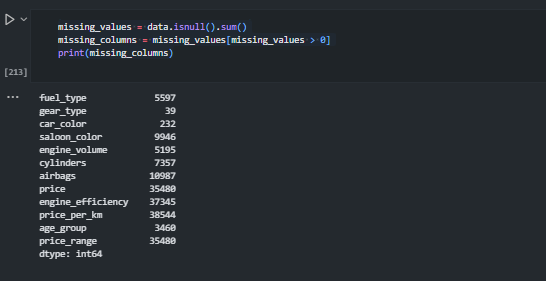 missing_values = data.isnull().sum()
missing_columns = missing_values[missing_values > 0]
print(missing_columns)
[213]
... fuel_type 5597
gear_type 39
car_color 232
saloon_color 9946
engine_volume 5195
cylinders 7357
airbags 10987
price 35480
engine_efficiency 37345
price_per_km 38544
age_group 3460
price_range 35480
dtype: int64